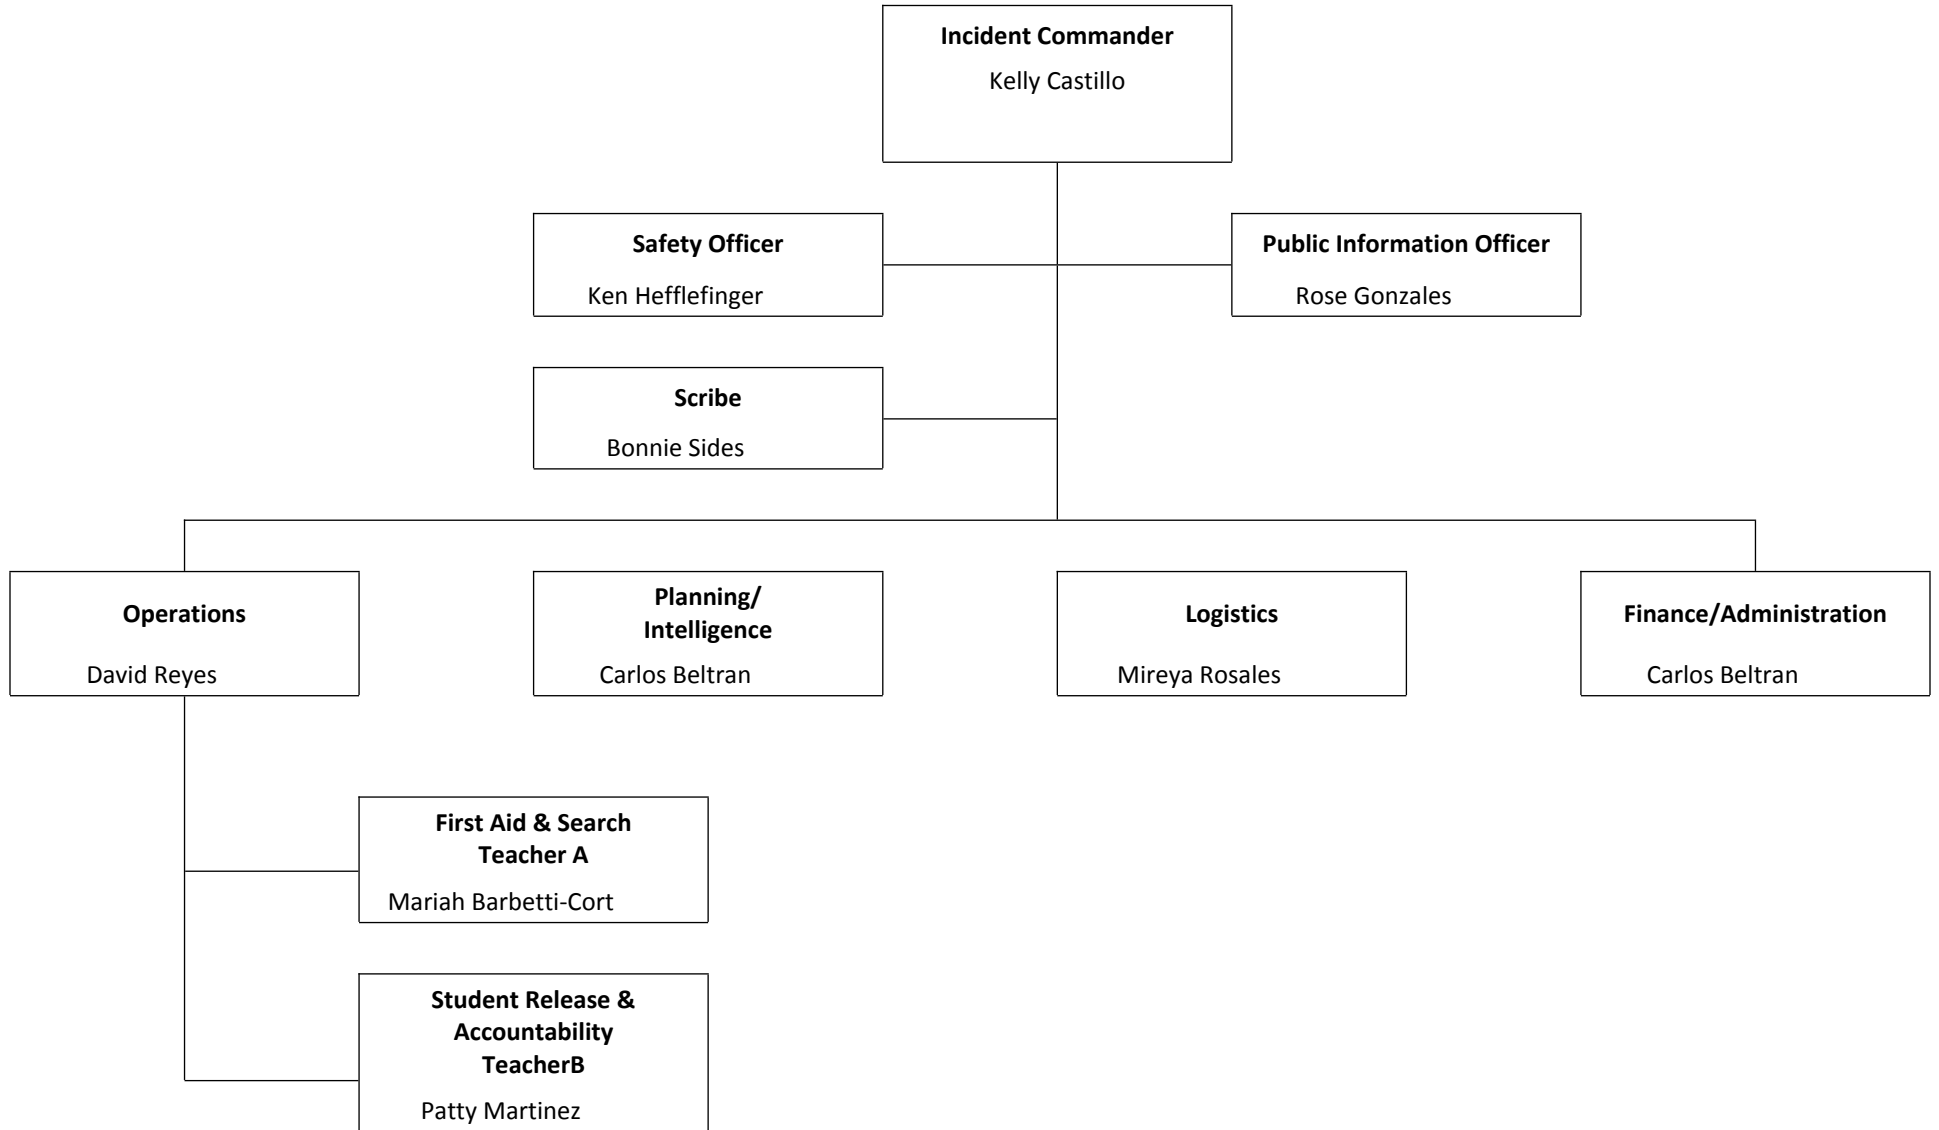 Incident Commander
Kelly Castillo
Safety Officer
Ken Hefflefinger
Public Information Officer
Rose Gonzales
Scribe
Bonnie Sides
Operations
David Reyes
Planning/
Intelligence
Carlos Beltran
Logistics
Mireya Rosales
Finance/Administration
Carlos Beltran
First Aid & Search
Teacher A
Mariah Barbetti-Cort
Student Release &
Accountability
TeacherB
Patty Martinez